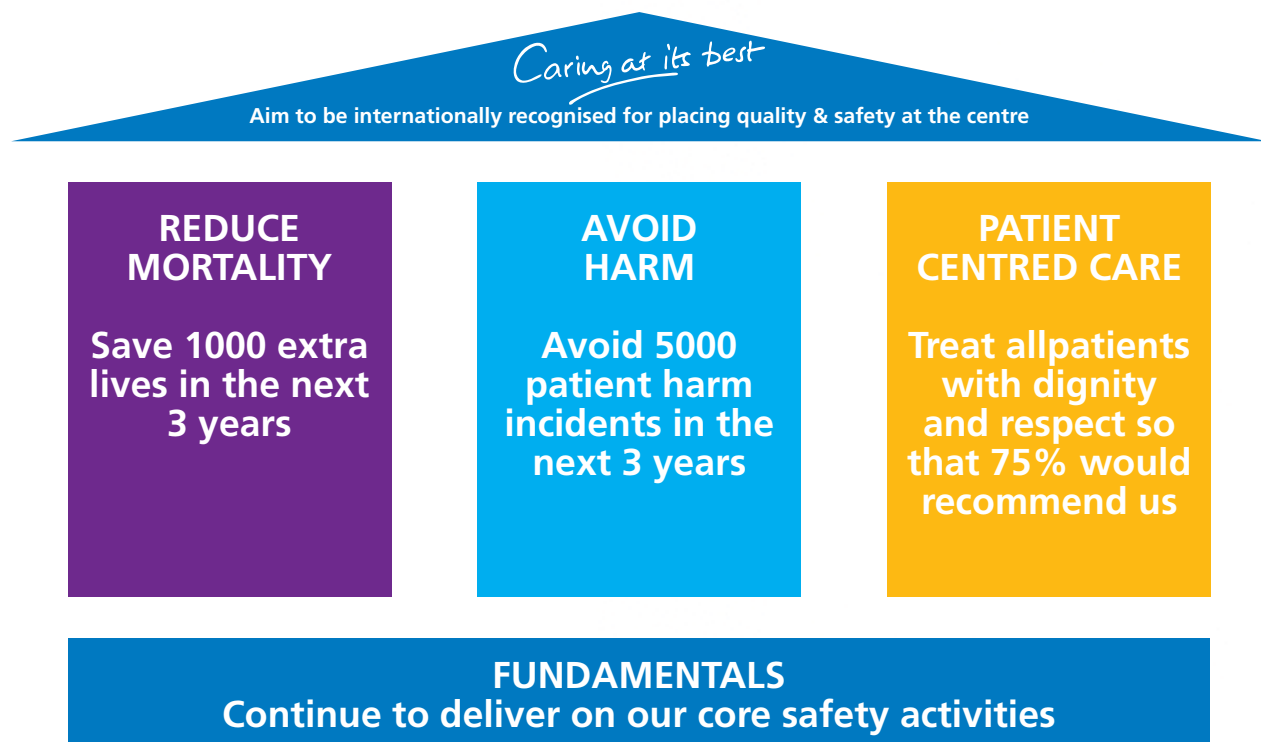 Caring at its best
Aim to be internationally recognised for placing quality & safety at the centre
REDUCE
MORTALITY
Save 1000 extra
lives in the next
3 years
AVOID
HARM
Avoid 5000
patient harm
incidents in the
next 3 years
PATIENT
CENTRED CARE
Treat allpatients
with dignity
and respect so
that 75% would
recommend us
FUNDAMENTALS
Continue to deliver on our core safety activities